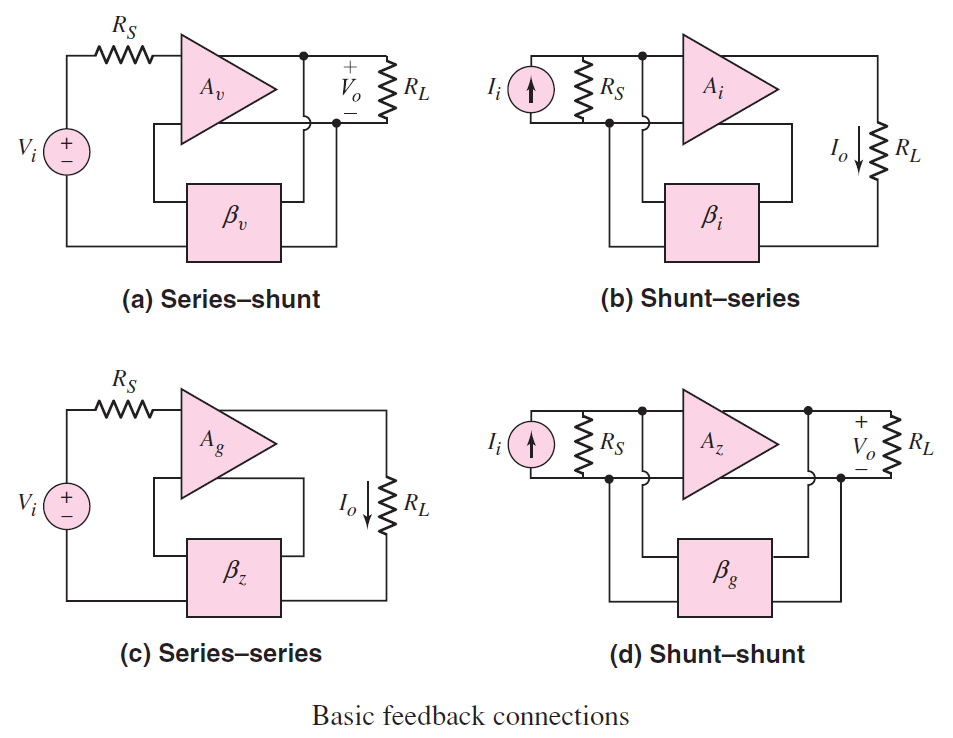 R_S
A_v
+
V_o
−
R_L
V_i
+
−
β_v
(a) Series–shunt
I_i
R_S
A_i
I_o
R_L
β_i
(b) Shunt–series
R_S
A_g
V_i
+
−
I_o
R_L
β_z
(c) Series–series
I_i
R_S
A_z
+
V_o
−
R_L
β_g
(d) Shunt–shunt
Basic feedback connections